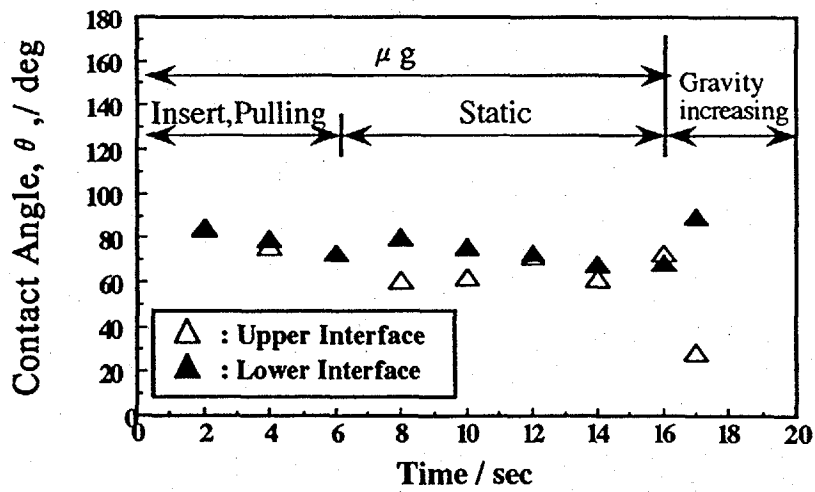 Contact Angle, θ ,/ deg
180
160
140
120
100
80
60
40
20
0
μ g
Insert,Pulling
Static
Gravity
increasing
△ : Upper Interface
▲ : Lower Interface
0 2 4 6 8 10 12 14 16 18 20
Time / sec